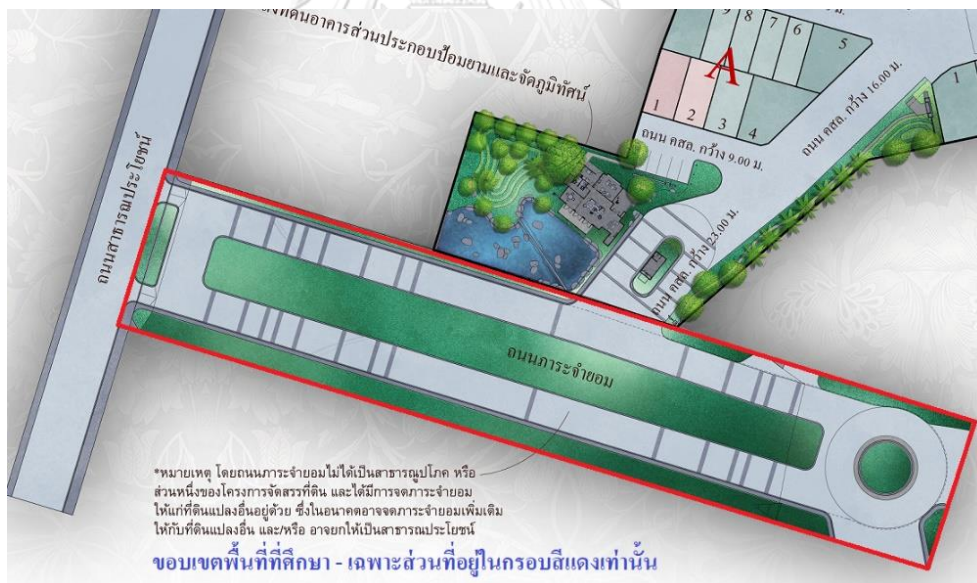 9 8 7 6 5
ม.
ที่ดินอาคารส่วนประกอบป้อมยามและจัดภูมิทัศน์
A
1 2 3 4
1
ถนน คสล. กว้าง 9.00 ม.
ถนน คสล. กว้าง 16.00 ม.
ถนนสาธารณประโยชน์
ถนน คสล. กว้าง 23.00 ม.
ถนนภาระจำยอม
*หมายเหตุ โดยถนนภาระจำยอมไม่ได้เป็นสาธารณูปโภค หรือ
ส่วนหนึ่งของโครงการจัดสรรที่ดิน และได้มีการจดภาระจำยอม
ให้แก่ที่ดินแปลงอื่นอยู่ด้วย ซึ่งในอนาคตอาจจดภาระจำยอมเพิ่มเติม
ให้กับที่ดินแปลงอื่น และ/หรือ อาจยกให้เป็นสาธารณประโยชน์
ขอบเขตพื้นที่ที่ศึกษา - เฉพาะส่วนที่อยู่ในกรอบสีแดงเท่านั้น